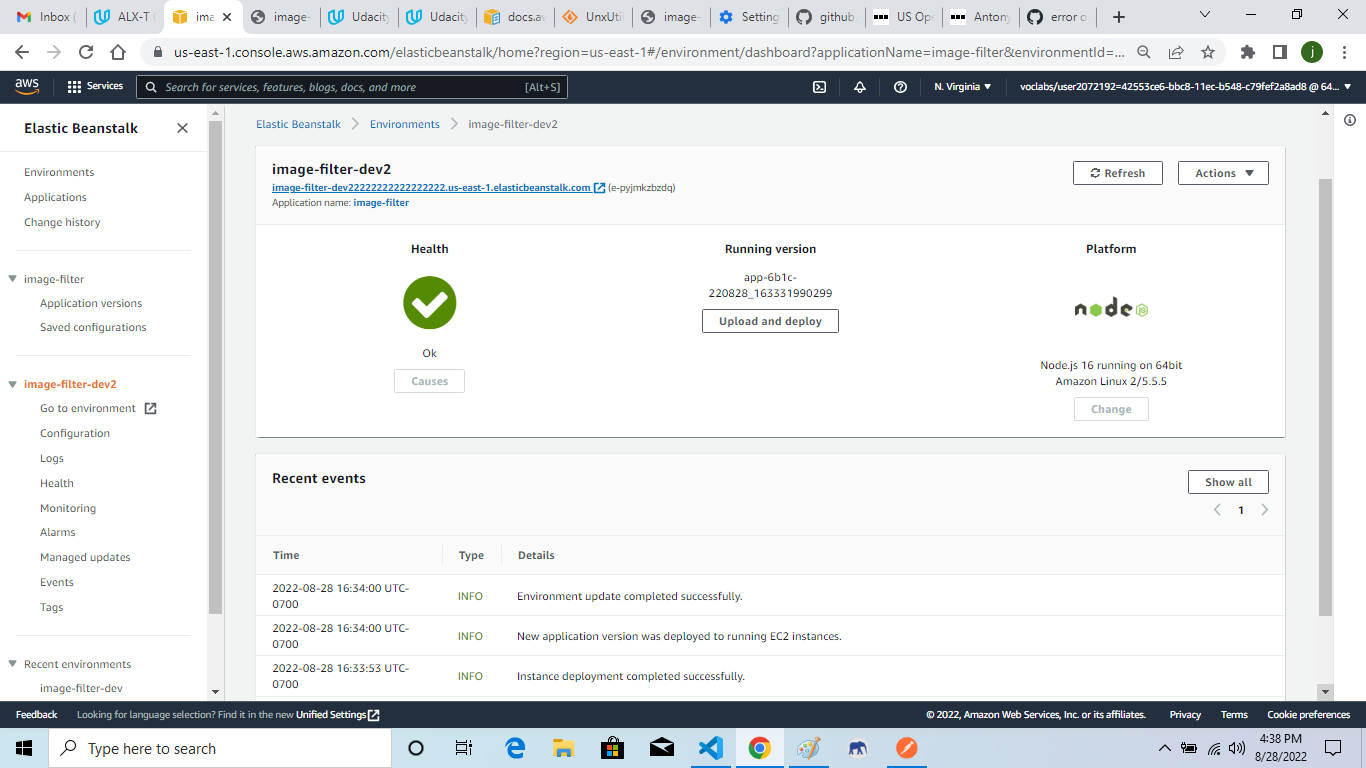 Inbox (
ALX-T C
ima
image-
Udacity
Udacity
docs.av
UnxUti
image-
Setting
github.
US Ope
Antony
error o
us-east-1.console.aws.amazon.com/elasticbeanstalk/home?region=us-east-1#/environment/dashboard?applicationName=image-filter&environmentId=...
j
aws
Services
Search for services, features, blogs, docs, and more
[Alt+S]
N. Virginia
voclabs/user2072192=42553ce6-bbc8-11ec-b548-c79fef2a8ad8 @ 64...
Elastic Beanstalk
Environments
Applications
Change history
image-filter
Application versions
Saved configurations
image-filter-dev2
Go to environment
Configuration
Logs
Health
Monitoring
Alarms
Managed updates
Events
Tags
Recent environments
image-filter-dev
Elastic Beanstalk > Environments > image-filter-dev2
image-filter-dev2
(e-pyjmkzbzdq)
Application name: image-filter
Refresh
Actions
Health
Ok
Causes
Running version
app-6b1c-
220828_163331990299
Upload and deploy
Platform
node JS
Node.js 16 running on 64bit
Amazon Linux 2/5.5.5
Change
Recent events
Show all
1
Time Type Details
2022-08-28 16:34:00 UTC-
0700
INFO
Environment update completed successfully.
2022-08-28 16:34:00 UTC-
0700
INFO
New application version was deployed to running EC2 instances.
2022-08-28 16:33:53 UTC-
0700
INFO
Instance deployment completed successfully.
Feedback
Looking for language selection? Find it in the new Unified Settings
© 2022, Amazon Web Services, Inc. or its affiliates.
Privacy
Terms
Cookie preferences
Type here to search
4:38 PM
8/28/2022